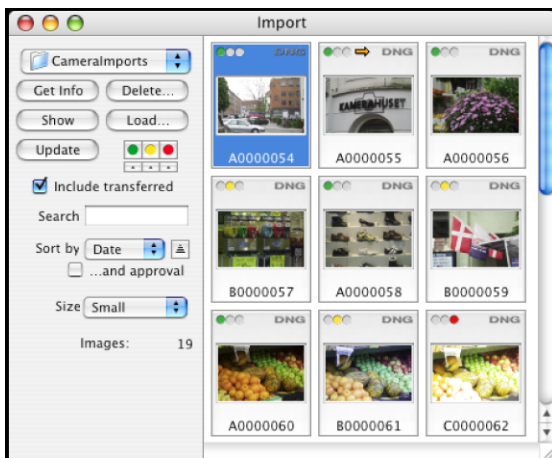 Import
CameraImports
Get Info
Delete...
Show
Load...
Update
Include transferred
Search
Sort by
Date
...and approval
Size
Small
Images:
19
DNG
A0000054
DNG
KAMERAHUSET
A0000055
DNG
A0000056
DNG
B0000057
DNG
A0000058
DNG
B0000059
DNG
A0000060
DNG
B0000061
DNG
C0000062